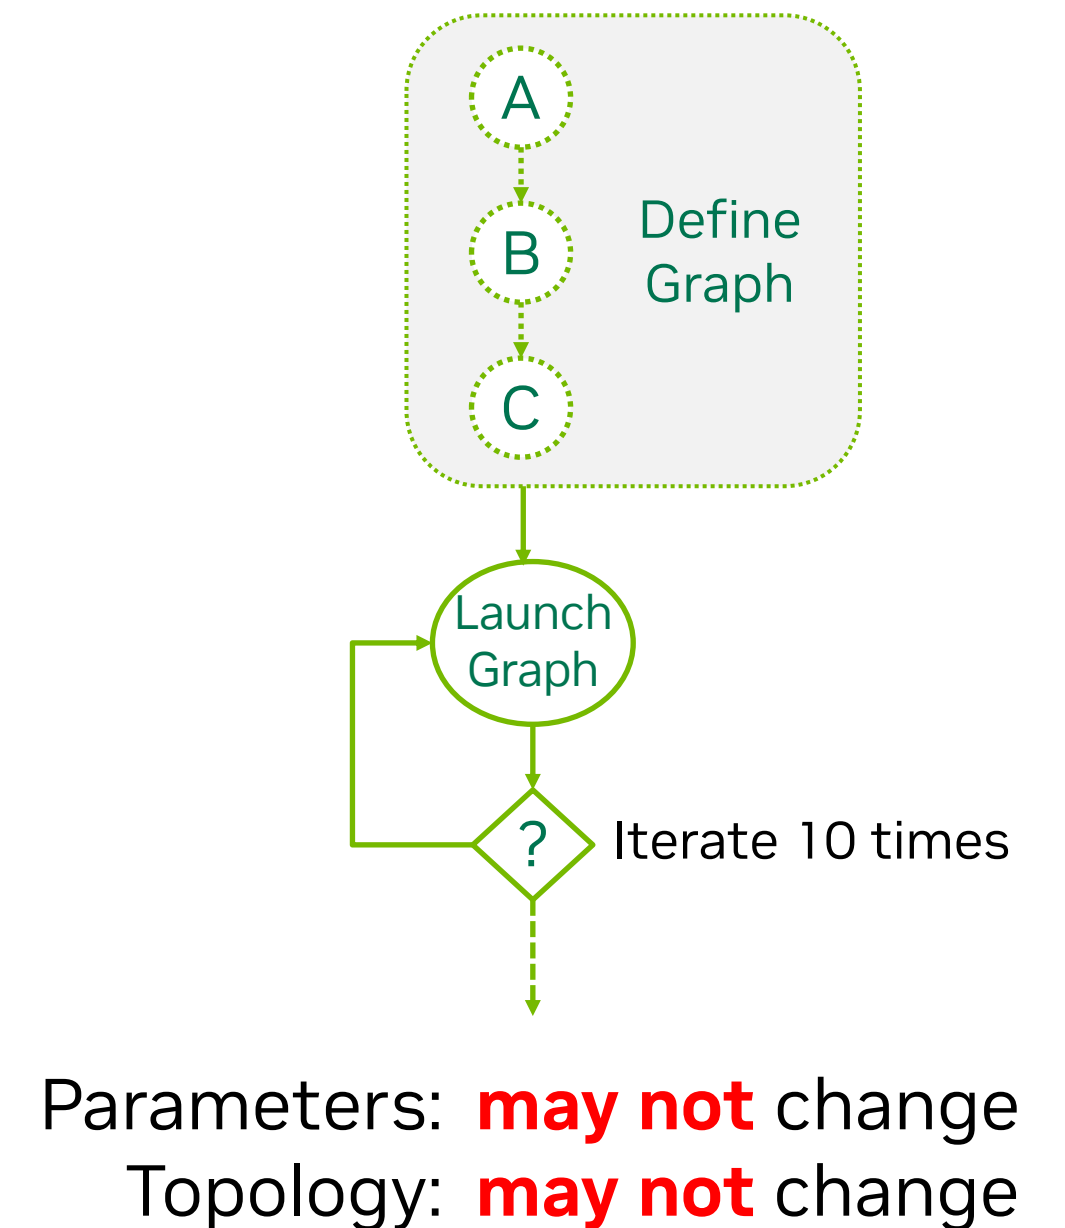 A
B
C
Define
Graph
Launch
Graph
?
Iterate 10 times
Parameters: may not change
Topology: may not change